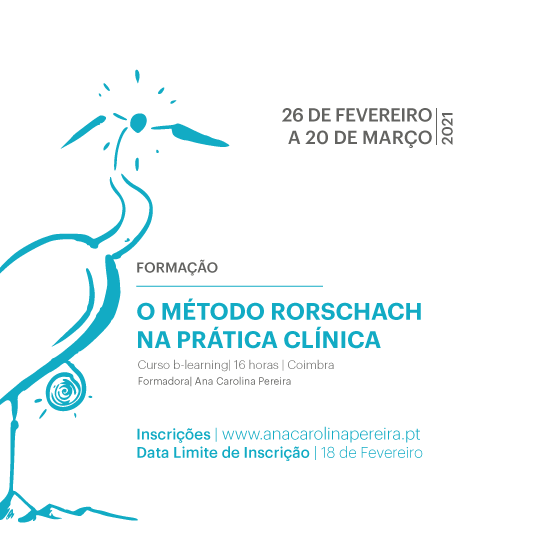 26 DE FEVEREIRO
A 20 DE MARÇO
2021
FORMAÇÃO
O MÉTODO RORSCHACH
NA PRÁTICA CLÍNICA
Curso b-learning| 16 horas | Coimbra
Formadora| Ana Carolina Pereira
Inscrições | www.anacarolinapereira.pt
Data Limite de Inscrição | 18 de Fevereiro